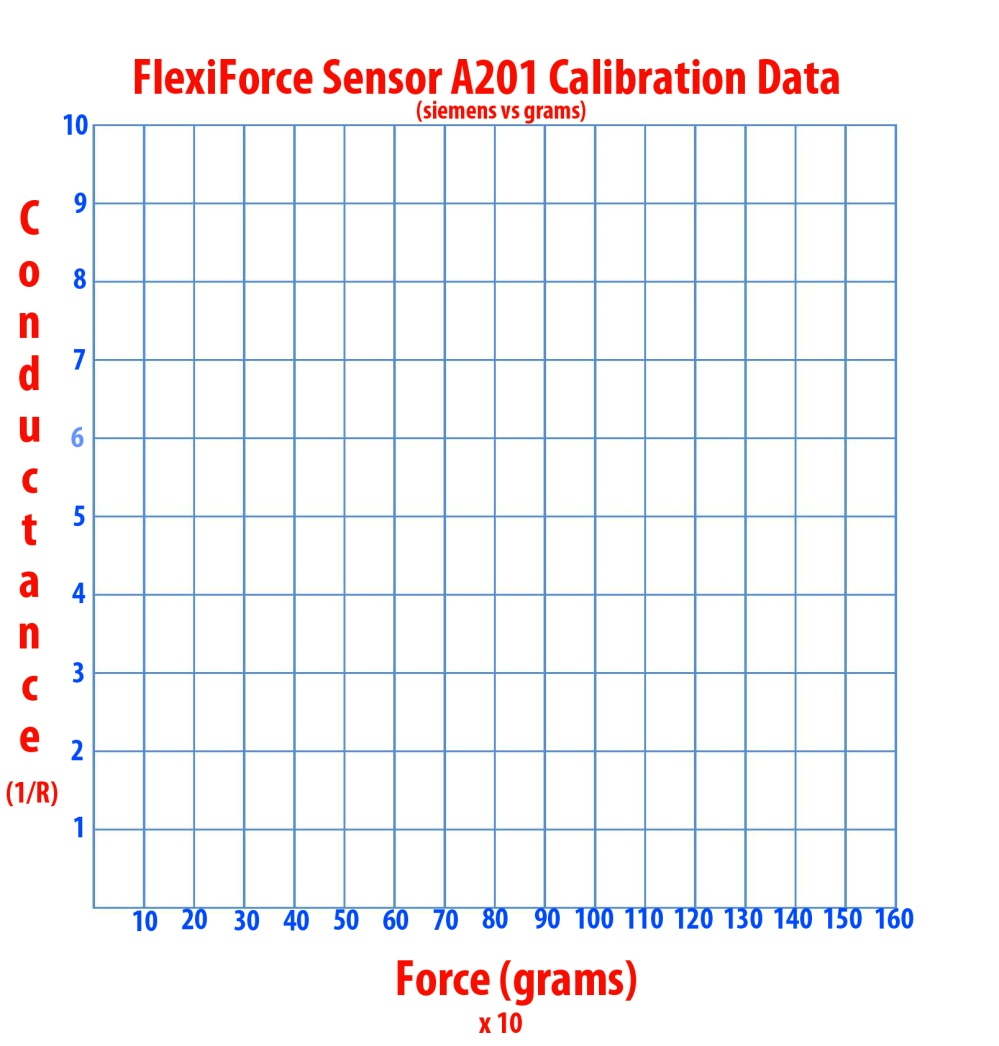 FlexiForce Sensor A201 Calibration Data
(siemens vs grams)
Conductance
(1/R)
10
9
8
7
6
5
4
3
2
1
10 20 30 40 50 60 70 80 90 100 110 120 130 140 150 160
Force (grams)
x 10